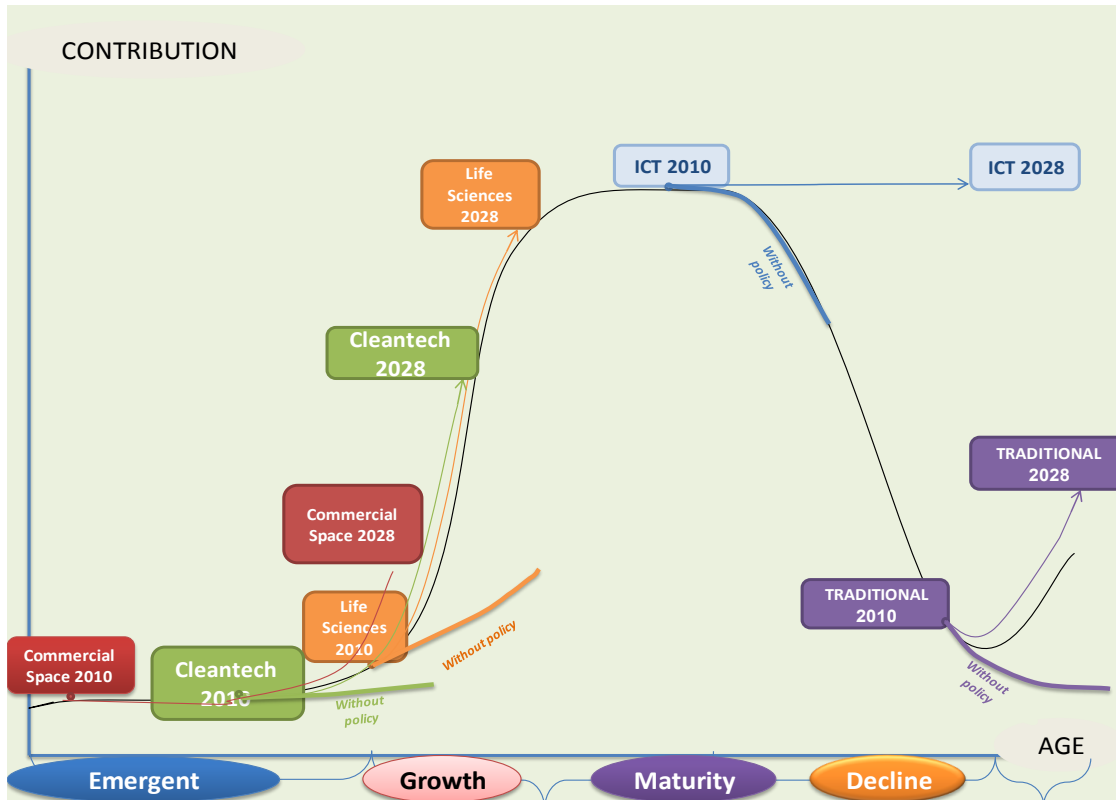 CONTRIBUTION
Life
Sciences
2028
ICT 2010
ICT 2028
Without
policy
Cleantech
2028
TRADITIONAL
2028
Commercial
Space 2028
Life
Sciences
2010
TRADITIONAL
2010
Without policy
Commercial
Space 2010
Cleantech
2010
Without
policy
Without
policy
AGE
Emergent
Growth
Maturity
Decline